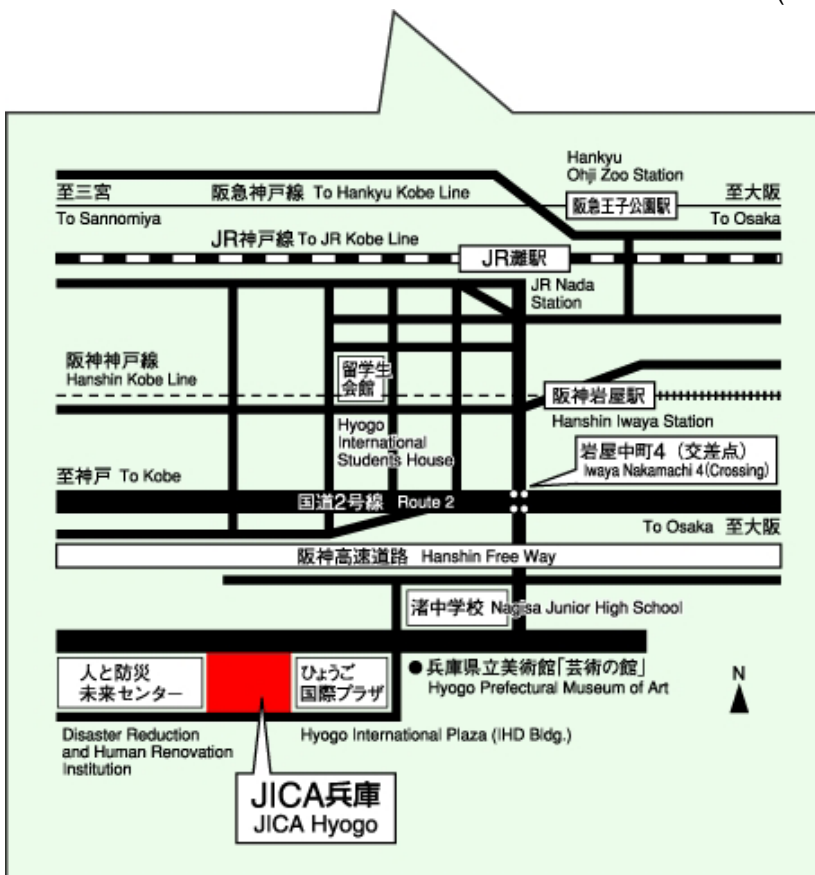 Hankyu
Ohji Zoo Station
至三宮
阪急神戸線 To Hankyu Kobe Line
阪急王子公園駅
至大阪
To Sannomiya
To Osaka
JR神戸線 To JR Kobe Line
JR灘駅
JR Nada
Station
阪神神戸線
Hanshin Kobe Line
留学生
会館
阪神岩屋駅
Hanshin Iwaya Station
Hyogo
International
Students House
岩屋中町4（交差点）
Iwaya Nakamachi 4(Crossing)
至神戸 To Kobe
国道2号線 Route 2
To Osaka 至大阪
阪神高速道路 Hanshin Free Way
渚中学校 Nagisa Junior High School
人と防災
未来センター
ひょうご
国際プラザ
●兵庫県立美術館「芸術の館」
Hyogo Prefectural Museum of Art
N
Disaster Reduction
and Human Renovation
Institution
Hyogo International Plaza (IHD Bldg.)
JICA兵庫
JICA Hyogo